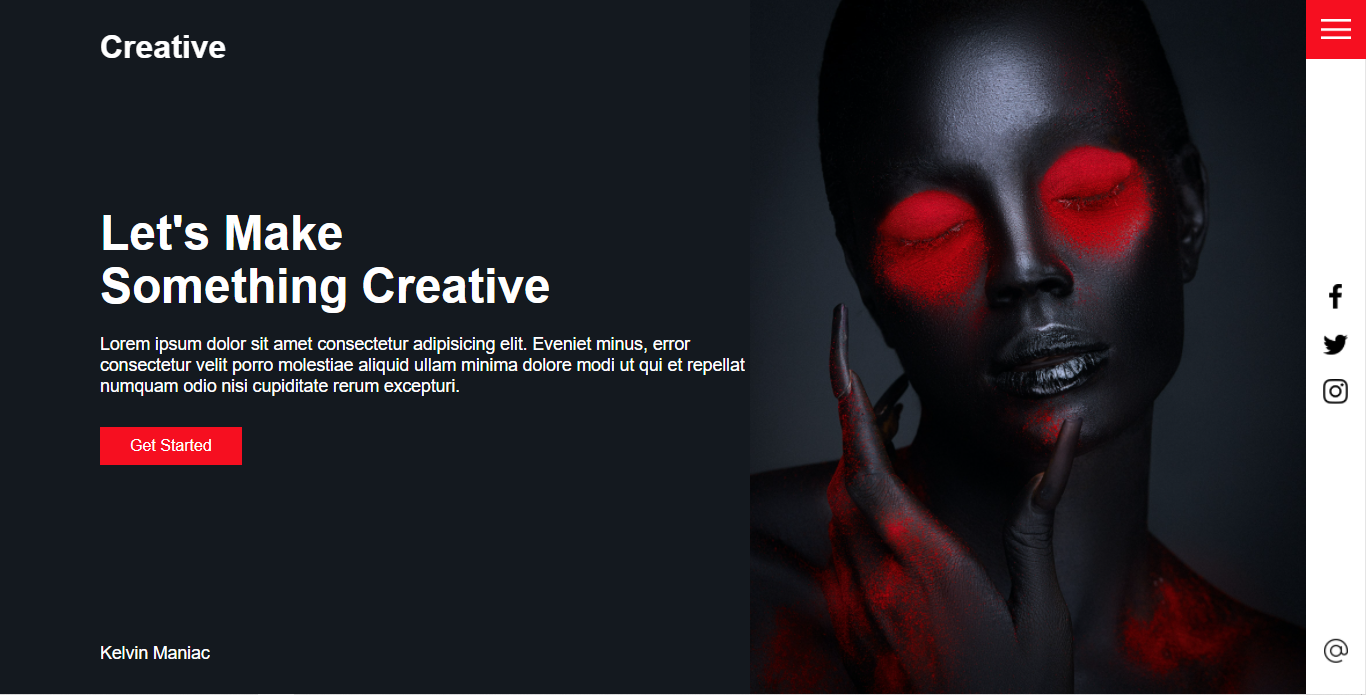 Creative
Let's Make
Something Creative
Lorem ipsum dolor sit amet consectetur adipisicing elit. Eveniet minus, error
consectetur velit porro molestiae aliquid ullam minima dolore modi ut qui et repellat
numquam odio nisi cupiditate rerum excepturi.
Get Started
Kelvin Maniac
@